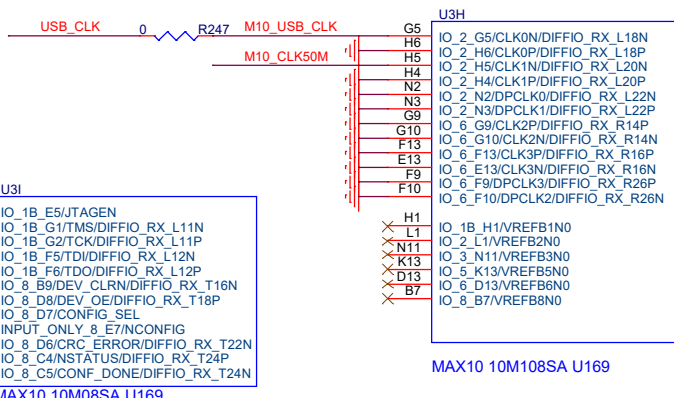 U3H
USB_CLK 0 R247 M10_USB_CLK G5 IO_2_G5/CLK0N/DIFFIO_RX_L18N
H6 IO_2_H6/CLK0P/DIFFIO_RX_L18P
M10_CLK50M H5 IO_2_H5/CLK1N/DIFFIO_RX_L20N
H4 IO_2_H4/CLK1P/DIFFIO_RX_L20P
N2 IO_2_N2/DPCLK0/DIFFIO_RX_L22N
N3 IO_2_N3/DPCLK1/DIFFIO_RX_L22P
G9 IO_6_G9/CLK2P/DIFFIO_RX_R14P
G10 IO_6_G10/CLK2N/DIFFIO_RX_R14N
F13 IO_6_F13/CLK3P/DIFFIO_RX_R16P
E13 IO_6_E13/CLK3N/DIFFIO_RX_R16N
F9 IO_6_F9/DPCLK3/DIFFIO_RX_R26P
F10 IO_6_F10/DPCLK2/DIFFIO_RX_R26N
H1 IO_1B_H1/VREFB1N0
L1 IO_2_L1/VREFB2N0
N11 IO_3_N11/VREFB3N0
K13 IO_5_K13/VREFB5N0
D13 IO_6_D13/VREFB6N0
B7 IO_8_B7/VREFB8N0
MAX10 10M108SA U169
U3I
IO_1B_E5/JTAGEN
IO_1B_G1/TMS/DIFFIO_RX_L11N
IO_1B_G2/TCK/DIFFIO_RX_L11P
IO_1B_F5/TDI/DIFFIO_RX_L12N
IO_1B_F6/TDO/DIFFIO_RX_L12P
IO_8_B9/DEV_CLRN/DIFFIO_RX_T16N
IO_8_D8/DEV_OE/DIFFIO_RX_T18P
IO_8_D7/CONFIG_SEL
INPUT_ONLY_8_E7/NCONFIG
IO_8_D6/CRC_ERROR/DIFFIO_RX_T22N
IO_8_C4/NSTATUS/DIFFIO_RX_T24P
IO_8_C5/CONF_DONE/DIFFIO_RX_T24N
MAX10 10M08SA U169